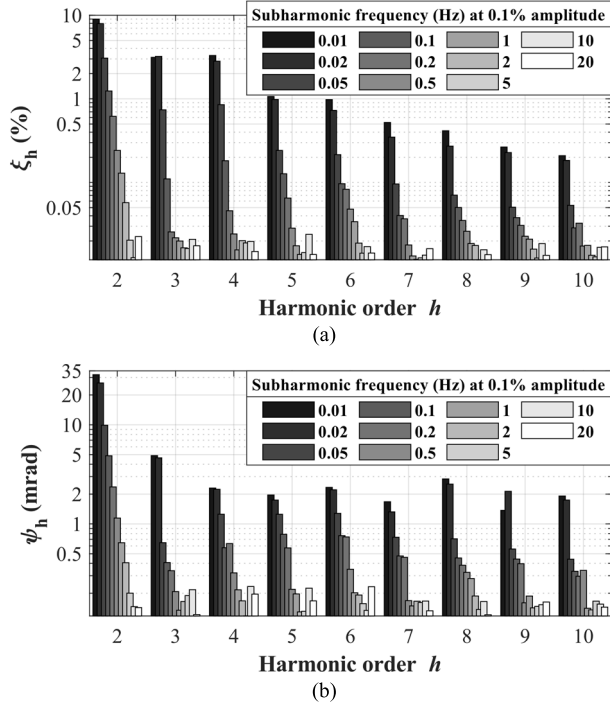 Subharmonic frequency (Hz) at 0.1% amplitude
0.01 0.1 1 10
0.02 0.2 2 20
0.05 0.5 5
10
5
1
0.5
0.05
ξh (%)
2 3 4 5 6 7 8 9 10
Harmonic order h
(a)
Subharmonic frequency (Hz) at 0.1% amplitude
0.01 0.1 1 10
0.02 0.2 2 20
0.05 0.5 5
35
20
10
5
2
1
0.5
ψh (mrad)
2 3 4 5 6 7 8 9 10
Harmonic order h
(b)